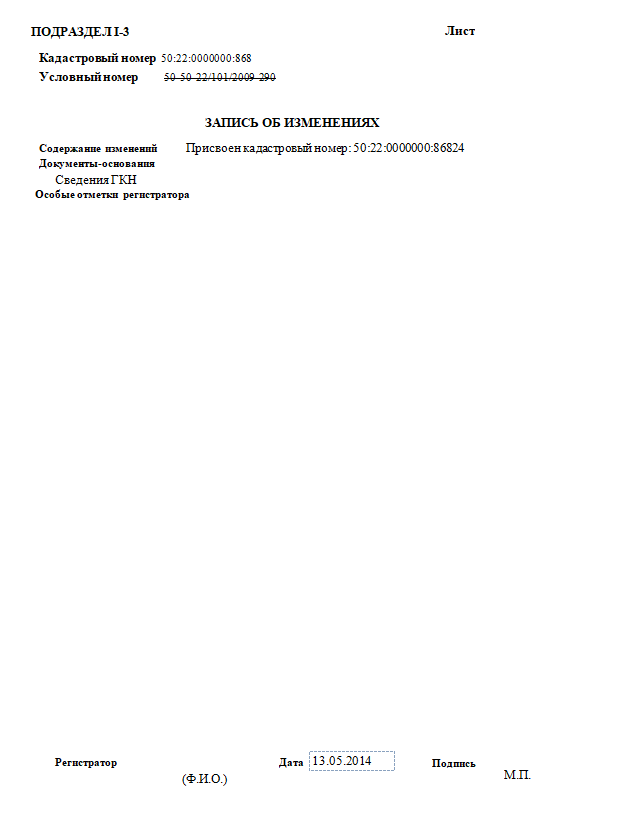 ПОДРАЗДЕЛ I-3 Лист
Кадастровый номер 50:22:0000000:868
Условный номер 50-50-22/101/2009-290
ЗАПИСЬ ОБ ИЗМЕНЕНИЯХ
Содержание изменений Присвоен кадастровый номер: 50:22:0000000:86824
Документы-основания
Сведения ГКН
Особые отметки регистратора
Регистратор Дата 13.05.2014 Подпись
(Ф.И.О.) М.П.